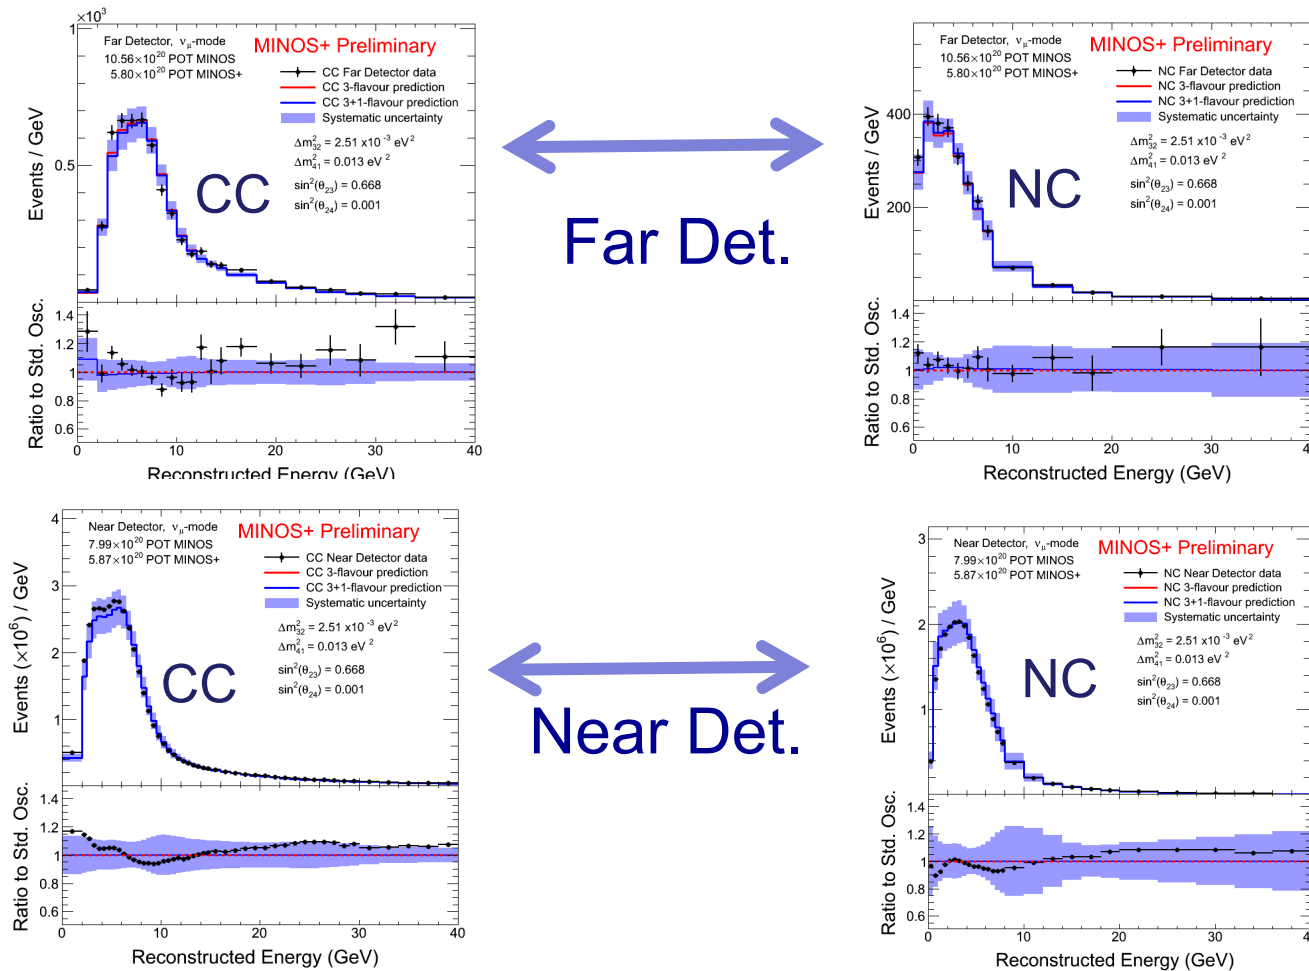 ×10³
1
0.5
Events / GeV
Far Detector, νμ-mode
10.56×10²⁰ POT MINOS
5.80×10²⁰ POT MINOS+
MINOS+ Preliminary
CC Far Detector data
CC 3-flavour prediction
CC 3+1-flavour prediction
Systematic uncertainty
Δm²₃₂ = 2.51 x10⁻³ eV²
Δm²₄₁ = 0.013 eV²
sin²(θ₂₃) = 0.668
sin²(θ₂₄) = 0.001
CC
Ratio to Std. Osc.
1.4
1.2
1
0.8
0.6
0 10 20 30 40
Reconstructed Energy (GeV)
Far Det.
400
200
Events / GeV
Far Detector, νμ-mode
10.56×10²⁰ POT MINOS
5.80×10²⁰ POT MINOS+
MINOS+ Preliminary
NC Far Detector data
NC 3-flavour prediction
NC 3+1-flavour prediction
Systematic uncertainty
Δm²₃₂ = 2.51 x10⁻³ eV²
Δm²₄₁ = 0.013 eV²
sin²(θ₂₃) = 0.668
sin²(θ₂₄) = 0.001
NC
Ratio to Std. Osc.
1.4
1.2
1
0.8
0.6
0 10 20 30
Reconstructed Energy (GeV)
4
3
2
1
Events (×10⁶) / GeV
Near Detector, νμ-mode
7.99×10²⁰ POT MINOS
5.87×10²⁰ POT MINOS+
MINOS+ Preliminary
CC Near Detector data
CC 3-flavour prediction
CC 3+1-flavour prediction
Systematic uncertainty
Δm²₃₂ = 2.51 x10⁻³ eV²
Δm²₄₁ = 0.013 eV²
sin²(θ₂₃) = 0.668
sin²(θ₂₄) = 0.001
CC
Ratio to Std. Osc.
1.4
1.2
1
0.8
0.6
0 10 20 30 40
Reconstructed Energy (GeV)
Near Det.
3
2
1
Events (×10⁶) / GeV
Near Detector, νμ-mode
7.99×10²⁰ POT MINOS
5.87×10²⁰ POT MINOS+
MINOS+ Preliminary
NC Near Detector data
NC 3-flavour prediction
NC 3+1-flavour prediction
Systematic uncertainty
Δm²₃₂ = 2.51 x10⁻³ eV²
Δm²₄₁ = 0.013 eV²
sin²(θ₂₃) = 0.668
sin²(θ₂₄) = 0.001
NC
Ratio to Std. Osc.
1.4
1.2
1
0.8
0.6
0 10 20 30
Reconstructed Energy (GeV)